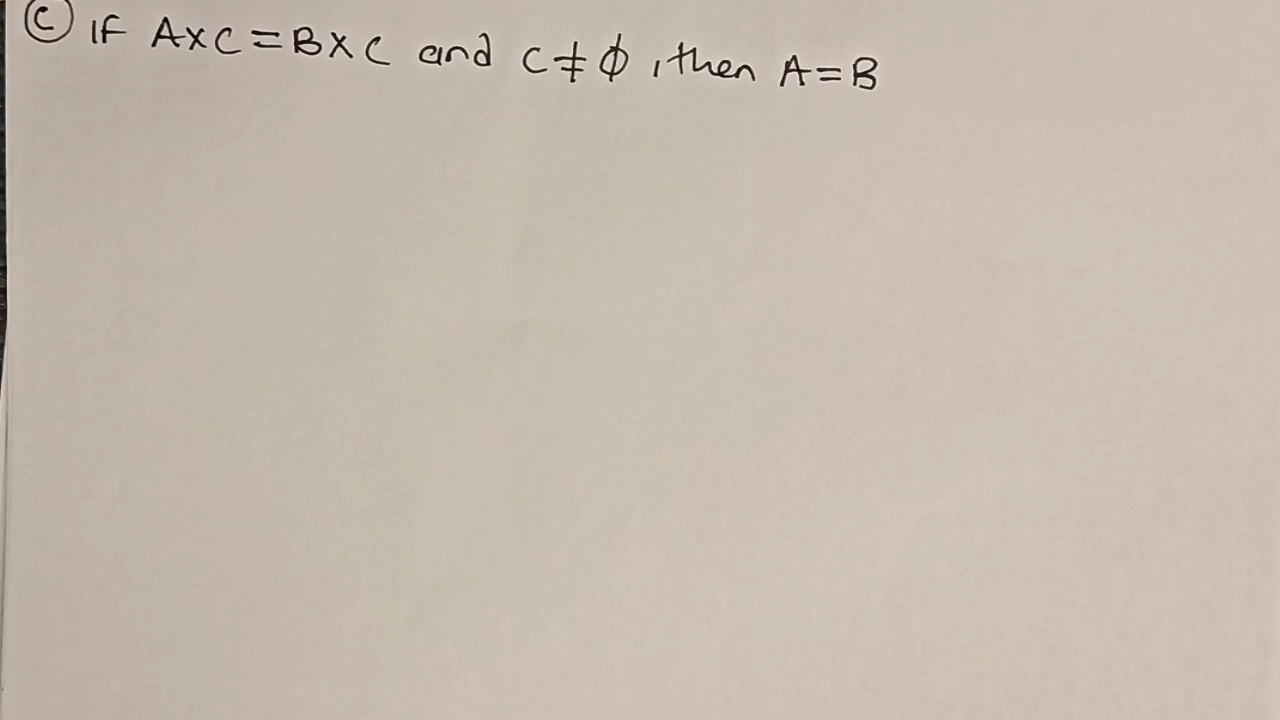 Ⓒ IF A×C=B×C and C≠ϕ, then A=B